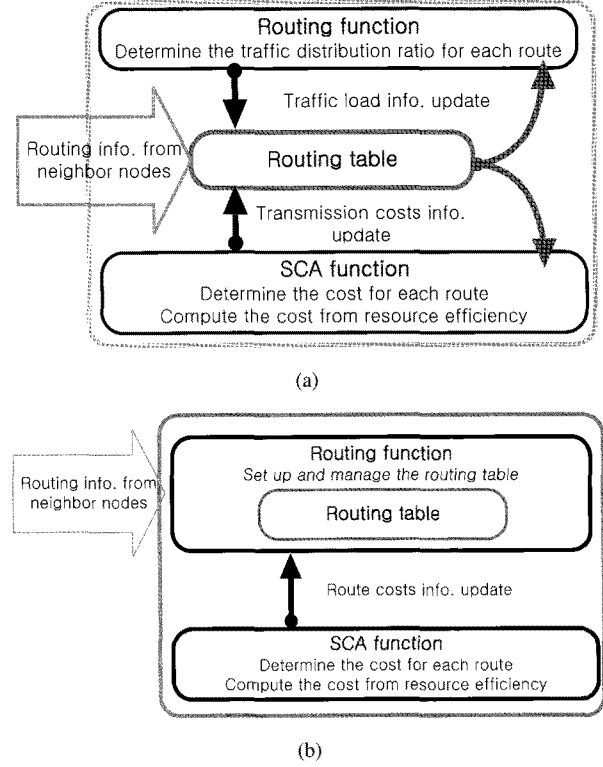 Routing function
Determine the traffic distribution ratio for each route
Traffic load info. update
Routing info. from
neighbor nodes
Routing table
Transmission costs info.
update
SCA function
Determine the cost for each route
Compute the cost from resource efficiency
(a)
Routing function
Set up and manage the routing table
Routing info. from
neighbor nodes
Routing table
Route costs info. update
SCA function
Determine the cost for each route
Compute the cost from resource efficiency
(b)